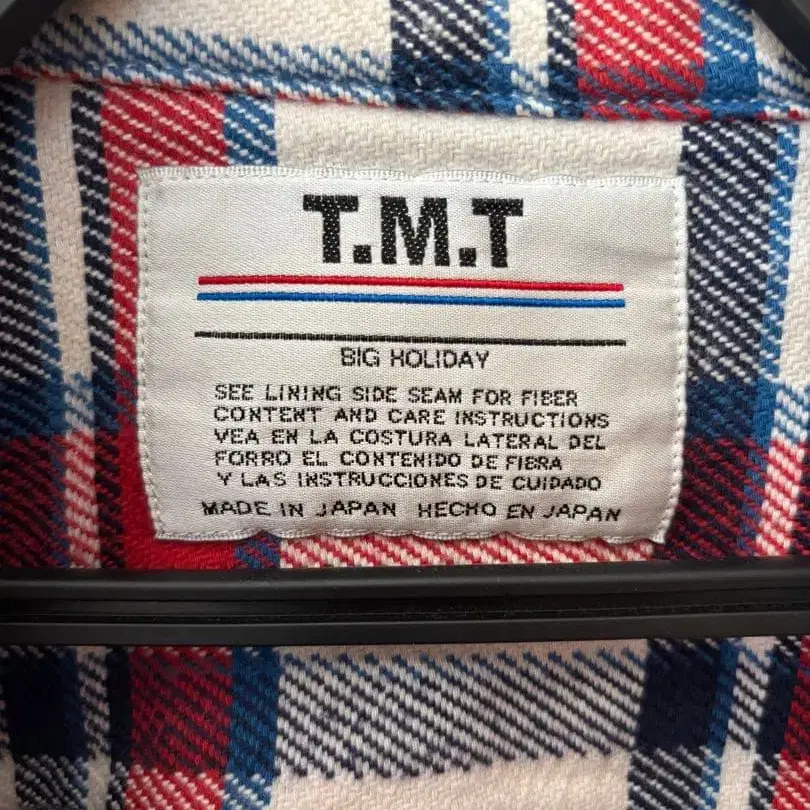 T.M.T
BIG HOLIDAY
SEE LINING SIDE SEAM FOR FIBER
CONTENT AND CARE INSTRUCTIONS
VEA EN LA COSTURA LATERAL DEL
FORRO EL CONTENIDO DE FIBRA
Y LAS INSTRUCCIONES DE CUIDADO
MADE IN JAPAN HECHO EN JAPAN